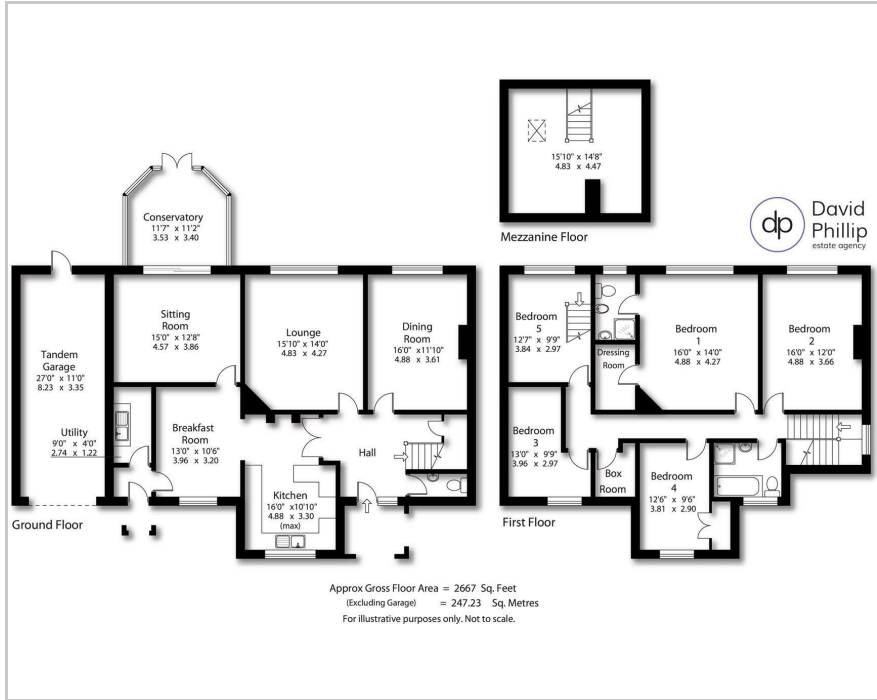 15'10" x 14'8"
4.83 x 4.47
Mezzanine Floor
dp
David
Phillip
estate agency
Conservatory
11'7" x 11'2"
3.53 x 3.40
Sitting
Room
15'0" x 12'8"
4.57 x 3.86
Lounge
15'10" x 14'0"
4.83 x 4.27
Dining
Room
16'0"x11'10"
4.88 x 3.61
Tandem
Garage
27'0" x 11'0"
8.23 x 3.35
Utility
9'0" x 4'0"
2.74 x 1.22
Breakfast
Room
13'0" x 10'6"
3.96 x 3.20
Hall
Kitchen
16'0"x10'10"
4.88 x 3.30
(max)
Ground Floor
Bedroom
5
12'7" x 9'9"
3.84 x 2.97
Dressing
Room
Bedroom
1
16'0" x 14'0"
4.88 x 4.27
Bedroom
2
16'0" x 12'0"
4.88 x 3.66
Bedroom
3
13'0" x 9'9"
3.96 x 2.97
Box
Room
Bedroom
4
12'6" x 9'6"
3.81 x 2.90
First Floor
Approx Gross Floor Area = 2667 Sq. Feet
(Excluding Garage) = 247.23 Sq. Metres
For illustrative purposes only. Not to scale.